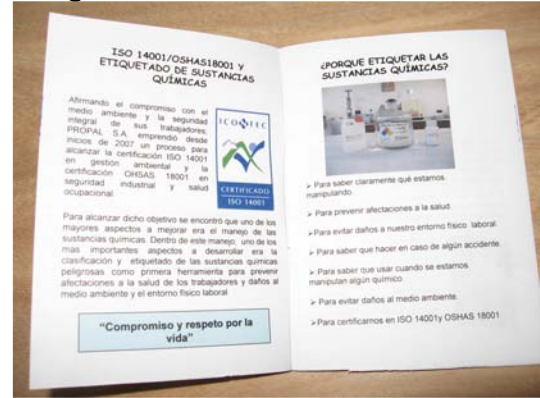 ISO 14001/OSHAS18001 Y
ETIQUETADO DE SUSTANCIAS
QUÍMICAS
Afirmando el compromiso con el
medio ambiente y la seguridad
integral de sus trabajadores;
PROPAL S.A. emprendió desde
inicios de 2007 un proceso para
alcanzar la certificación ISO 14001
en gestión ambiental y la
certificación OHSAS 18001 en
seguridad industrial y salud
ocupacional.
ICONTEC
CERTIFICADO
ISO 14001
Para alcanzar dicho objetivo se encontró que uno de los
mayores aspectos a mejorar era el manejo de las
sustancias químicas. Dentro de este manejo, uno de los
mas importantes aspectos a desarrollar era la
clasificación y etiquetado de las sustancias químicas
peligrosas como primera herramienta para prevenir
afectaciones a la salud de los trabajadores y daños al
medio ambiente y el entorno físico laboral
“Compromiso y respeto por la
vida”
¿PORQUE ETIQUETAR LAS
SUSTANCIAS QUÍMICAS?
➢ Para saber claramente qué estamos
manipulando
➢ Para prevenir afectaciones a la salud
➢ Para evitar daños a nuestro entorno físico laboral.
➢ Para saber que hacer en caso de algún accidente.
➢ Para saber que usar cuando se estamos
manipulan algún químico
➢ Para evitar daños al medio ambiente.
➢ Para certificarnos en ISO 14001y OSHAS 18001